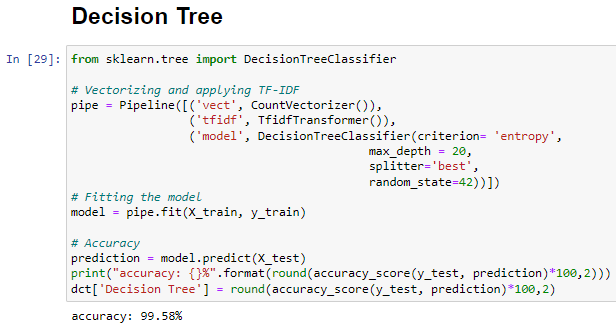 Decision Tree
In [29]: from sklearn.tree import DecisionTreeClassifier
# Vectorizing and applying TF-IDF
pipe = Pipeline([('vect', CountVectorizer()),
('tfidf', TfidfTransformer()),
('model', DecisionTreeClassifier(criterion= 'entropy',
max_depth = 20,
splitter='best',
random_state=42))])
# Fitting the model
model = pipe.fit(X_train, y_train)
# Accuracy
prediction = model.predict(X_test)
print("accuracy: {}%".format(round(accuracy_score(y_test, prediction)*100,2)))
dct['Decision Tree'] = round(accuracy_score(y_test, prediction)*100,2)
accuracy: 99.58%